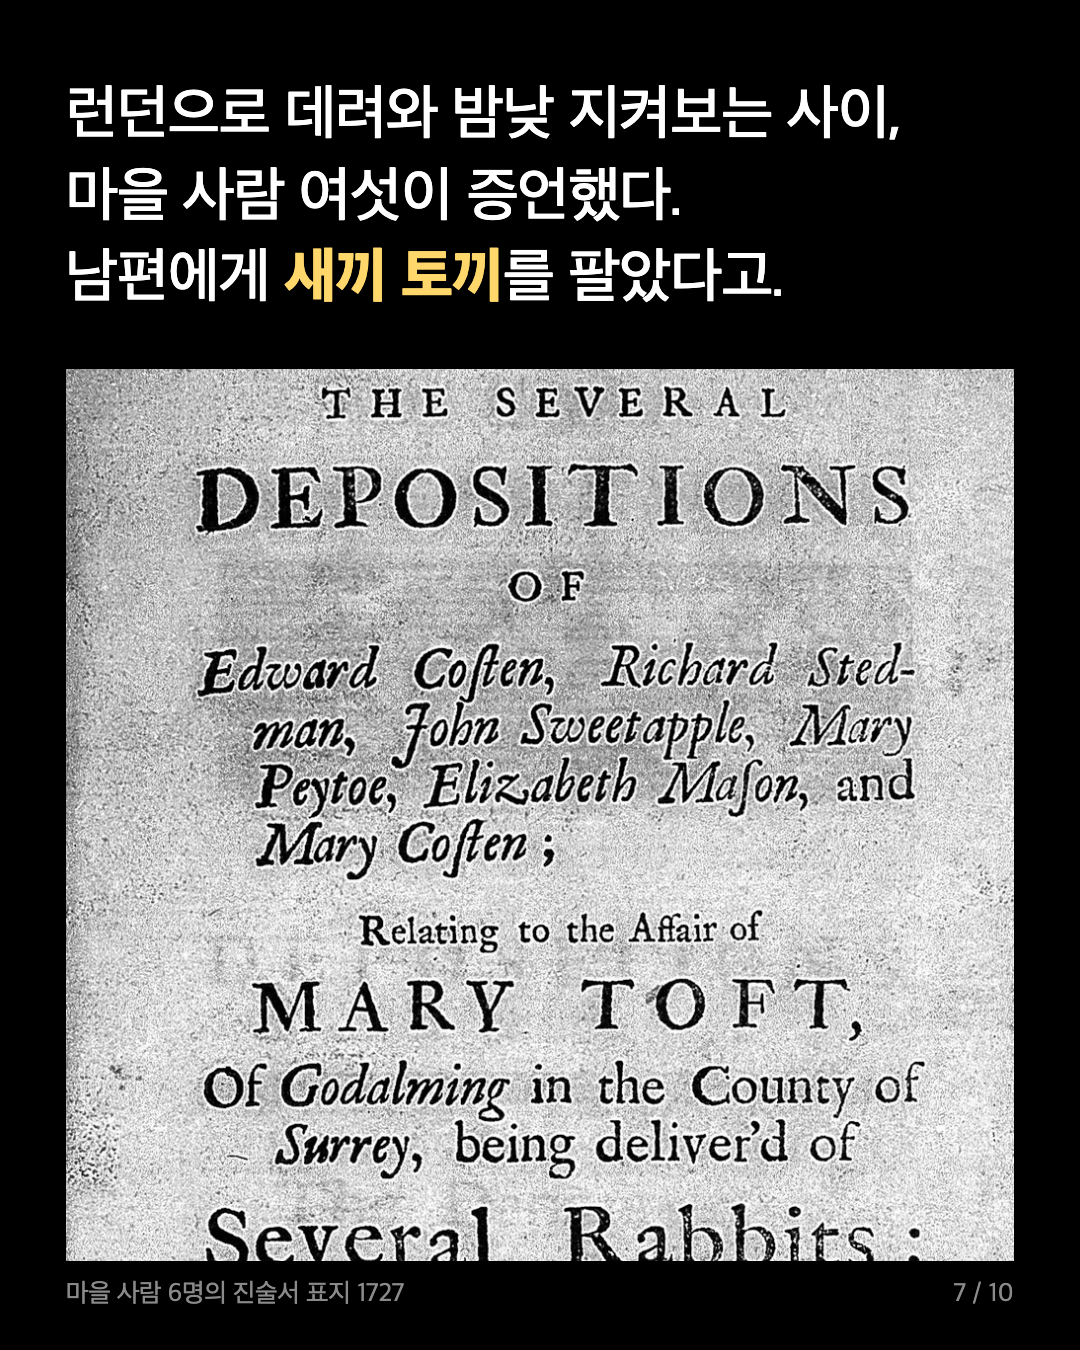 런던으로 데려와 밤낮 지켜보는 사이,
마을 사람 여섯이 증언했다.
남편에게 새끼 토끼를 팔았다고.
THE SEVERAL
DEPOSITIONS
OF
Edward Coſten, Richard Sted-
man, John Sweetapple, Mary
Peytoe, Elizabeth Maſon, and
Mary Coſten ;
Relating to the Affair of
MARY TOFT,
Of Godalming in the County of
Surrey, being deliver'd of
Several Rabbits :
마을 사람 6명의 진술서 표지 1727
7 / 10